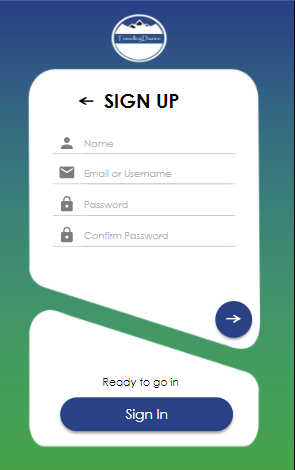 TravellingDiaries
SIGN UP
Name
Email or Username
Password
Confirm Password
Ready to go in
Sign In